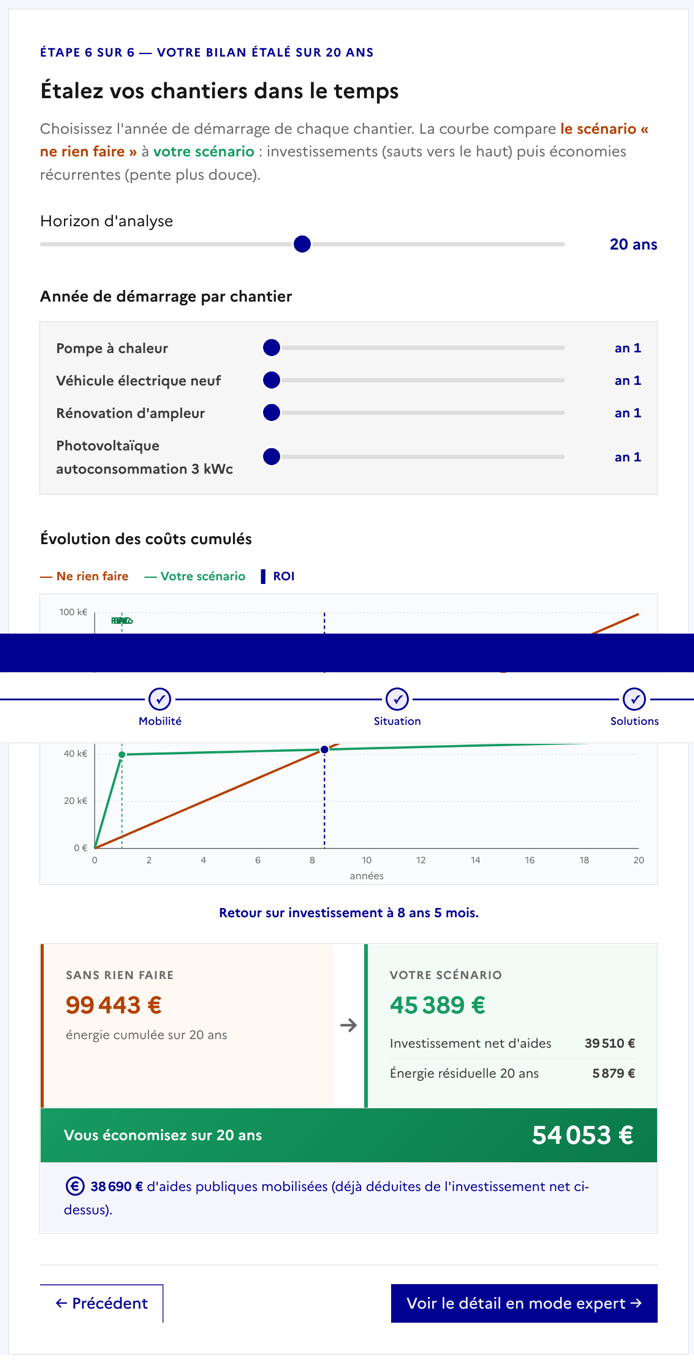 ÉTAPE 6 SUR 6 — VOTRE BILAN ÉTALÉ SUR 20 ANS
Étalez vos chantiers dans le temps
Choisissez l'année de démarrage de chaque chantier. La courbe compare le scénario «
ne rien faire » à votre scénario : investissements (sauts vers le haut) puis économies
récurrentes (pente plus douce).
Horizon d'analyse
20 ans
Année de démarrage par chantier
Pompe à chaleur
an 1
Véhicule électrique neuf
an 1
Rénovation d'ampleur
an 1
Photovoltaïque
autoconsommation 3 kWc
an 1
Évolution des coûts cumulés
— Ne rien faire — Votre scénario ▌ ROI
100 k€
Mobilité
Situation
Solutions
40 k€
20 k€
0 €
0 2 4 6 8 10 12 14 16 18 20
années
Retour sur investissement à 8 ans 5 mois.
SANS RIEN FAIRE
99 443 €
énergie cumulée sur 20 ans
→
VOTRE SCÉNARIO
45 389 €
Investissement net d'aides 39 510 €
Énergie résiduelle 20 ans 5 879 €
Vous économisez sur 20 ans 54 053 €
€ 38 690 € d'aides publiques mobilisées (déjà déduites de l'investissement net ci-
dessus).
← Précédent
Voir le détail en mode expert →